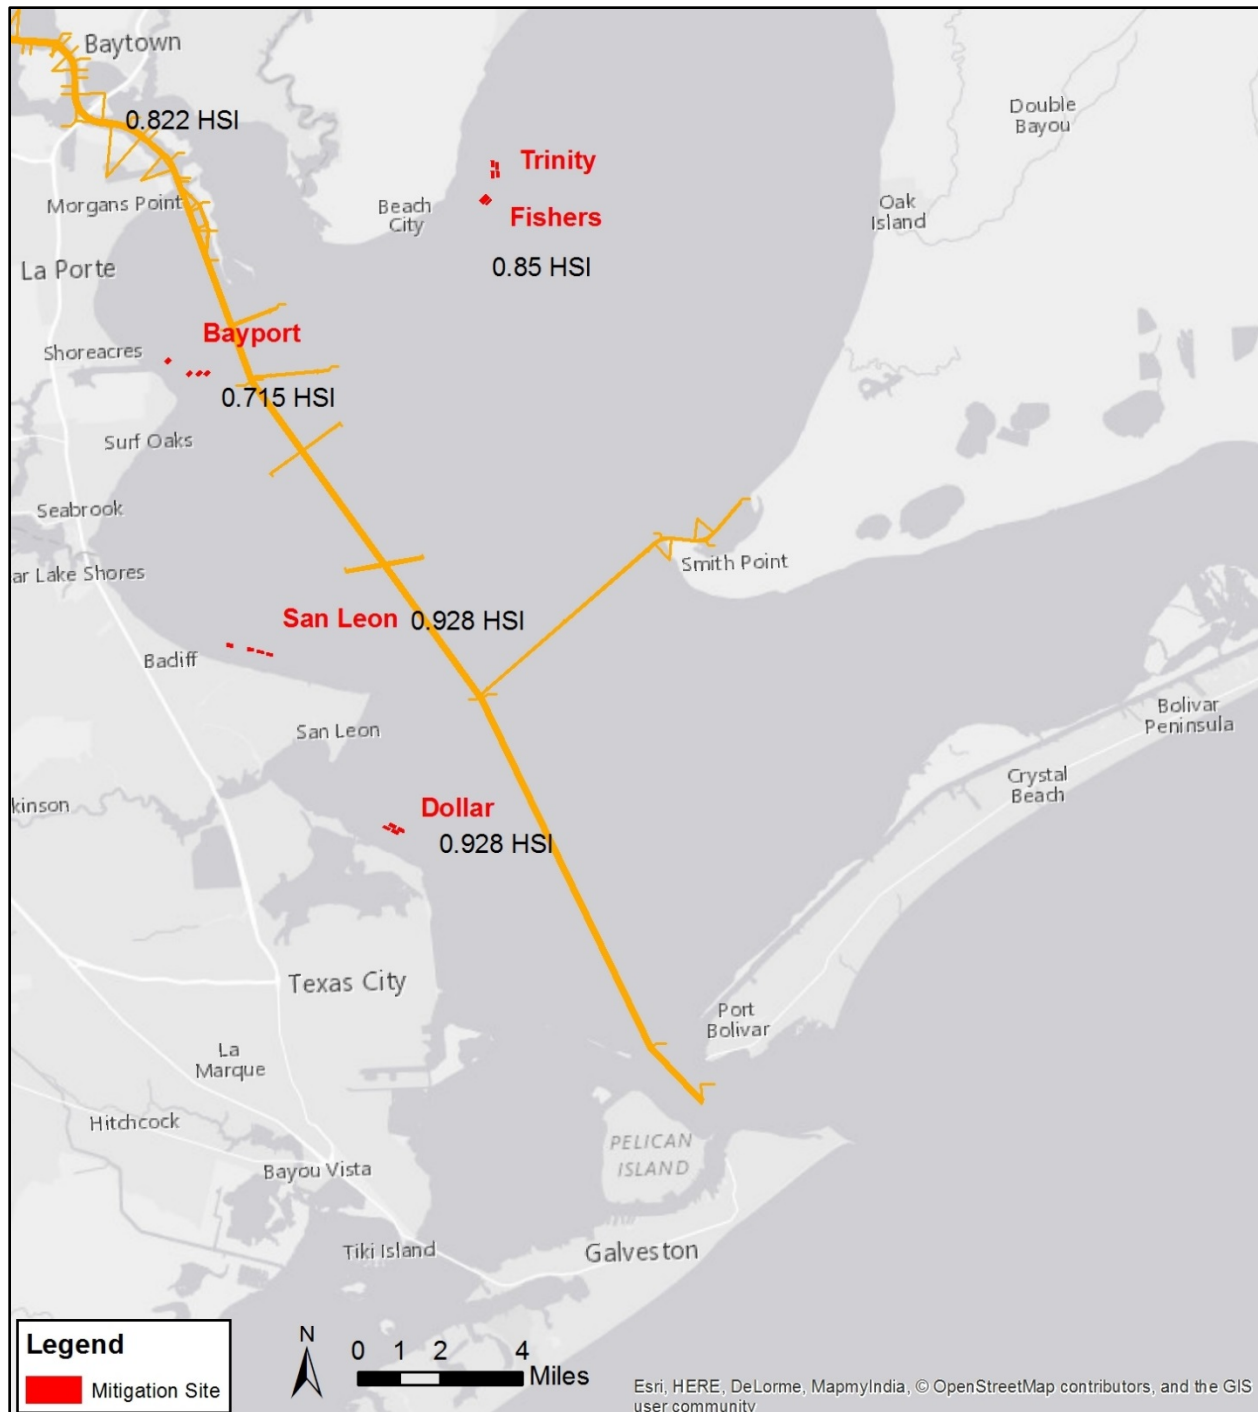 Baytown
0.822 HSI
Double
Bayou
Trinity
Morgans Point
Beach
City
Fishers
Oak
Island
La Porte
0.85 HSI
Bayport
Shoreacres
0.715 HSI
Surf Oaks
Seabrook
ar Lake Shores
Smith Point
San Leon 0.928 HSI
Bacliff
San Leon
Bolivar
Peninsula
Crystal
Beach
kinson
Dollar
0.928 HSI
Texas City
Port
Bolivar
La
Marque
Hitchcock
PELICAN
ISLAND
Bayou Vista
Tiki Island
Galveston
Legend
Mitigation Site
N
0 1 2 4
Miles
Esri, HERE, DeLorme, MapmyIndia, © OpenStreetMap contributors, and the GIS
user community